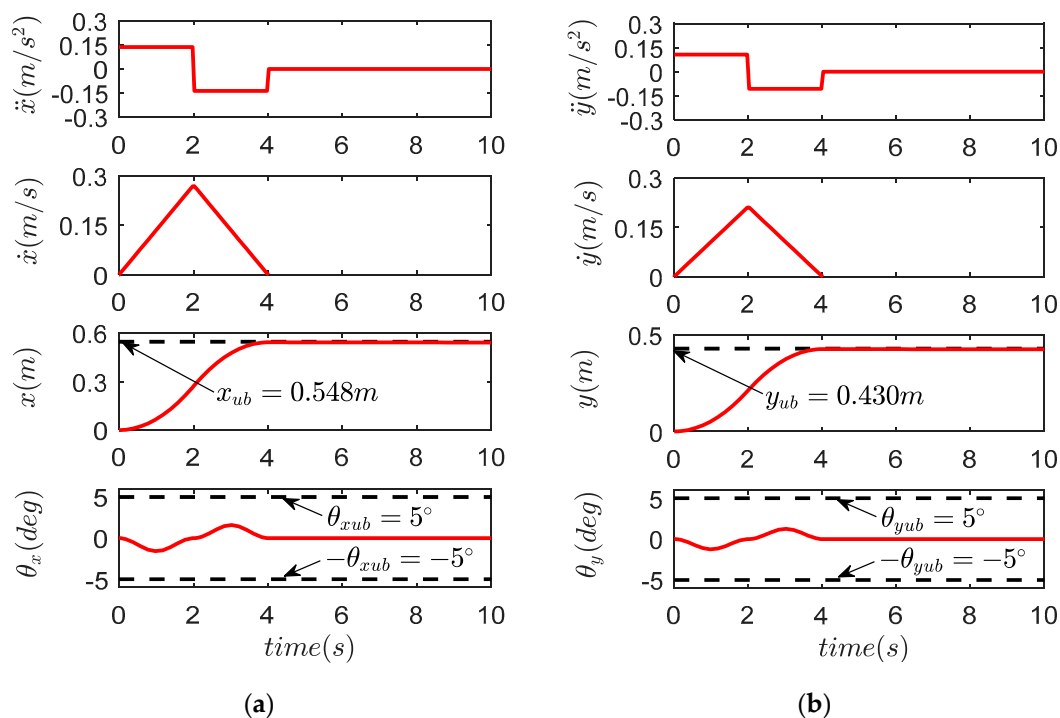 ẍ(m/s²)
0.3
0.15
0
-0.15
-0.3
0 2 4 6 8 10
ẋ(m/s)
0.3
0.15
0
0 2 4 6 8 10
x(m)
0.6
0.3
0
x_ub = 0.548m
0 2 4 6 8 10
θ_x(deg)
5
0
-5
θ_xub = 5°
−θ_xub = −5°
0 2 4 6 8 10
time(s)
(a)
ÿ(m/s²)
0.3
0.15
0
-0.15
-0.3
0 2 4 6 8 10
ẏ(m/s)
0.3
0.15
0
0 2 4 6 8 10
y(m)
0.5
0
y_ub = 0.430m
0 2 4 6 8 10
θ_y(deg)
5
0
-5
θ_yub = 5°
−θ_yub = −5°
0 2 4 6 8 10
time(s)
(b)